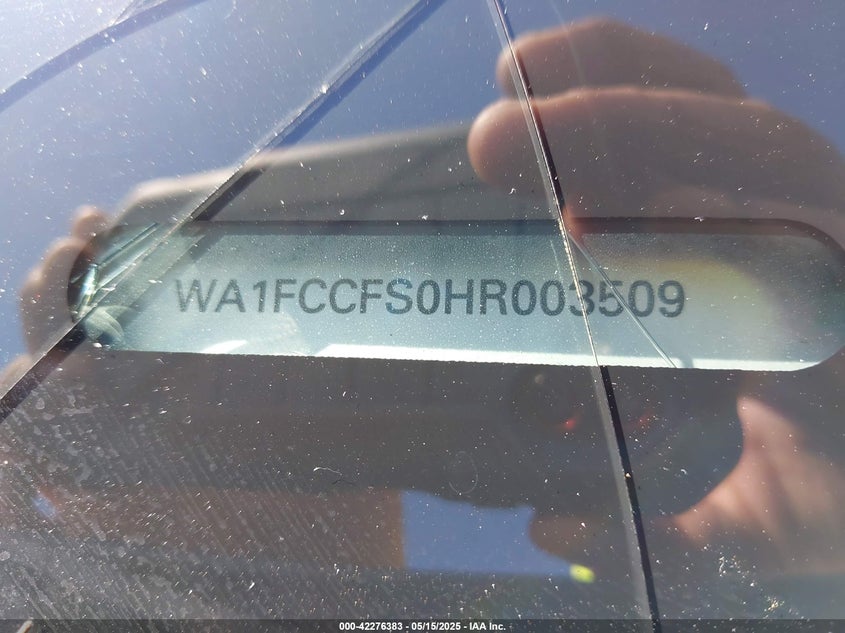 WA1FCCFS0HR003509
000-42276383 - 05/15/2025 - IAA Inc.